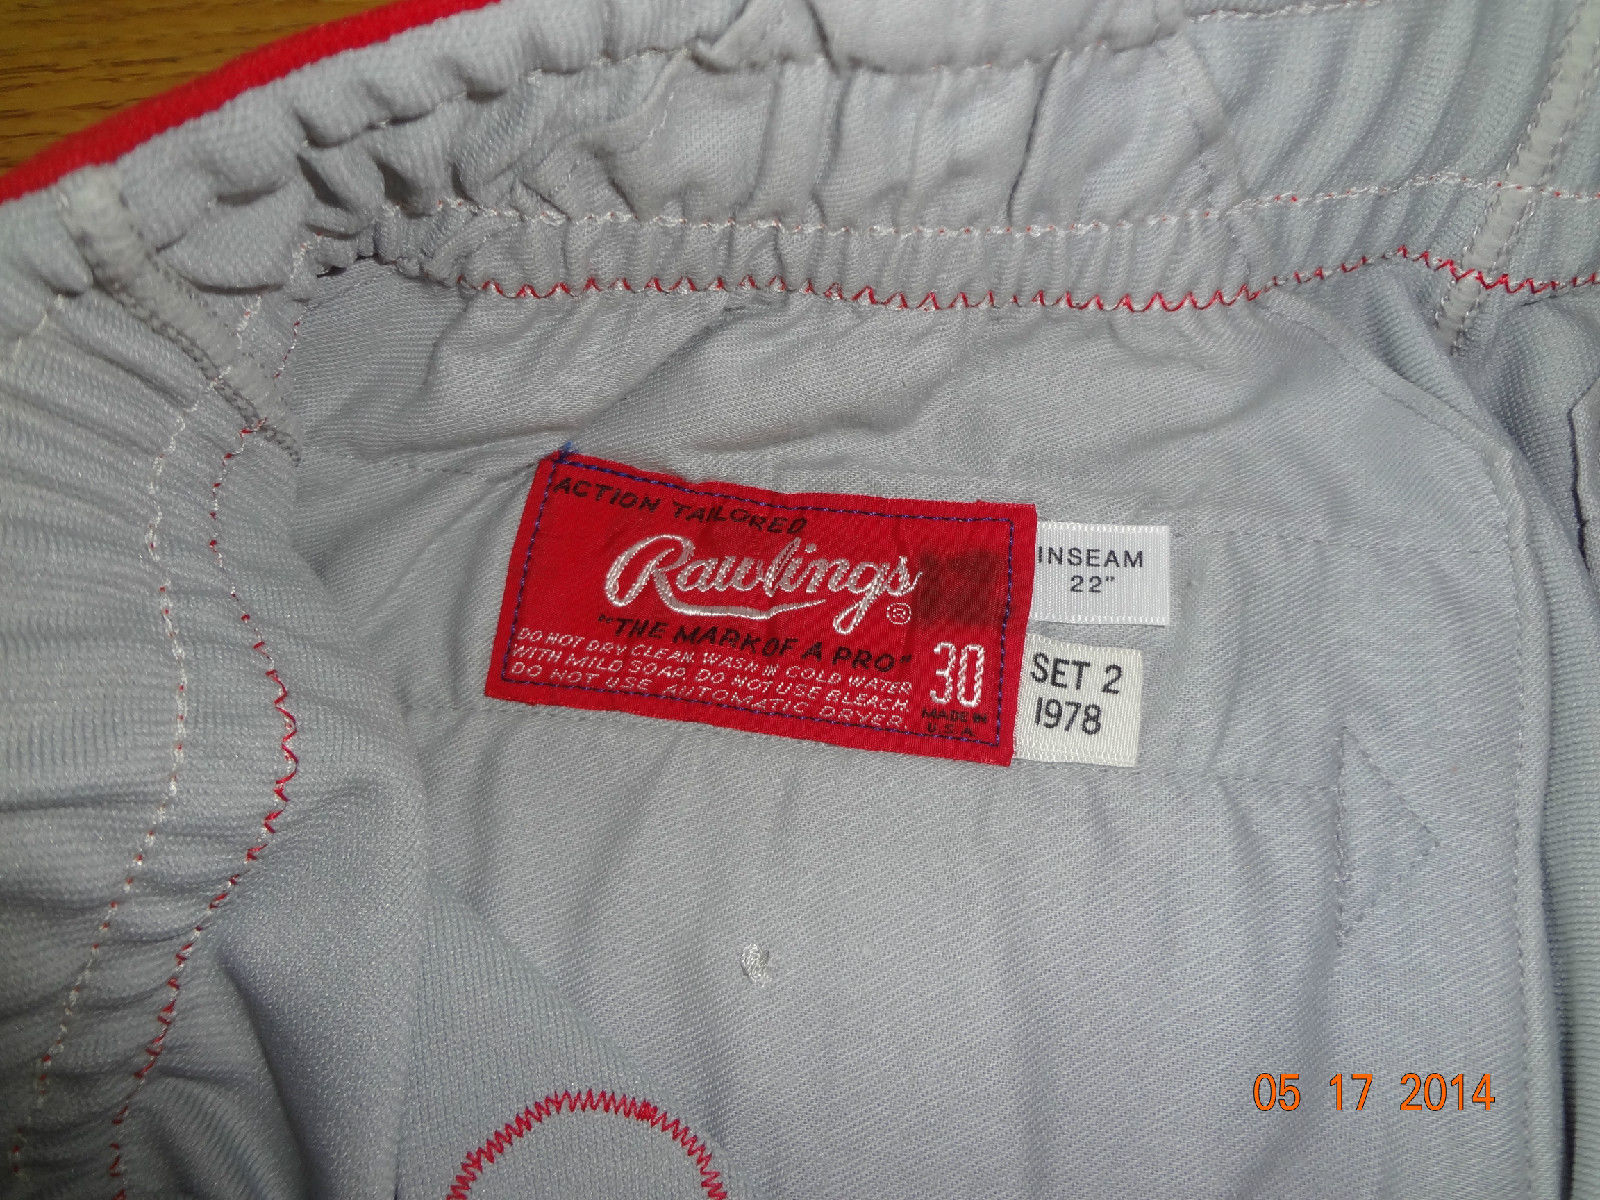 ACTION TAILORED
Rawlings®
"THE MARK OF A PRO"
DO NOT DRY CLEAN. WASH IN COLD WATER
WITH MILD SOAP. DO NOT USE BLEACH
DO NOT USE AUTOMATIC DRYER
30
MADE IN
U.S.A.
INSEAM
22"
SET 2
1978
05 17 2014